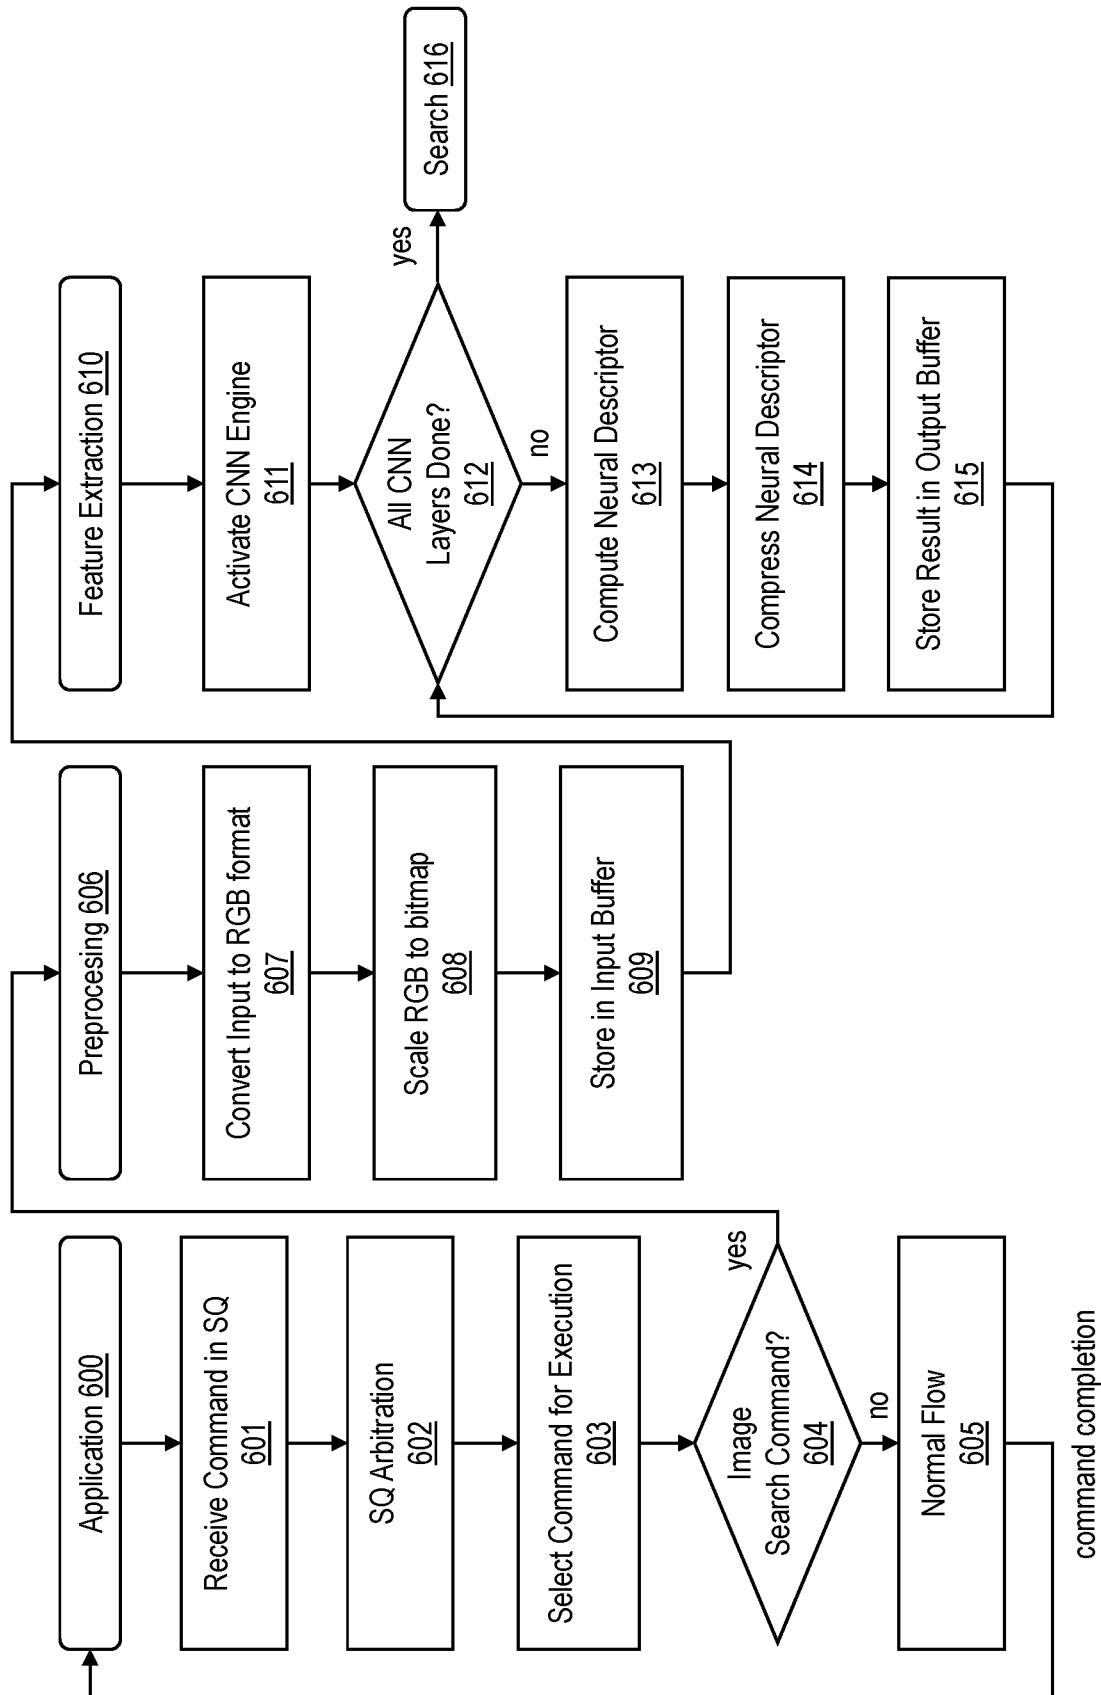 Application 600
Receive Command in SQ
601
SQ Arbitration
602
Select Command for Execution
603
Image
Search Command?
604
yes
no
Normal Flow
605
command completion
Preprocesing 606
Convert Input to RGB format
607
Scale RGB to bitmap
608
Store in Input Buffer
609
Feature Extraction 610
Activate CNN Engine
611
All CNN
Layers Done?
612
yes
no
Search 616
Compute Neural Descriptor
613
Compress Neural Descriptor
614
Store Result in Output Buffer
615